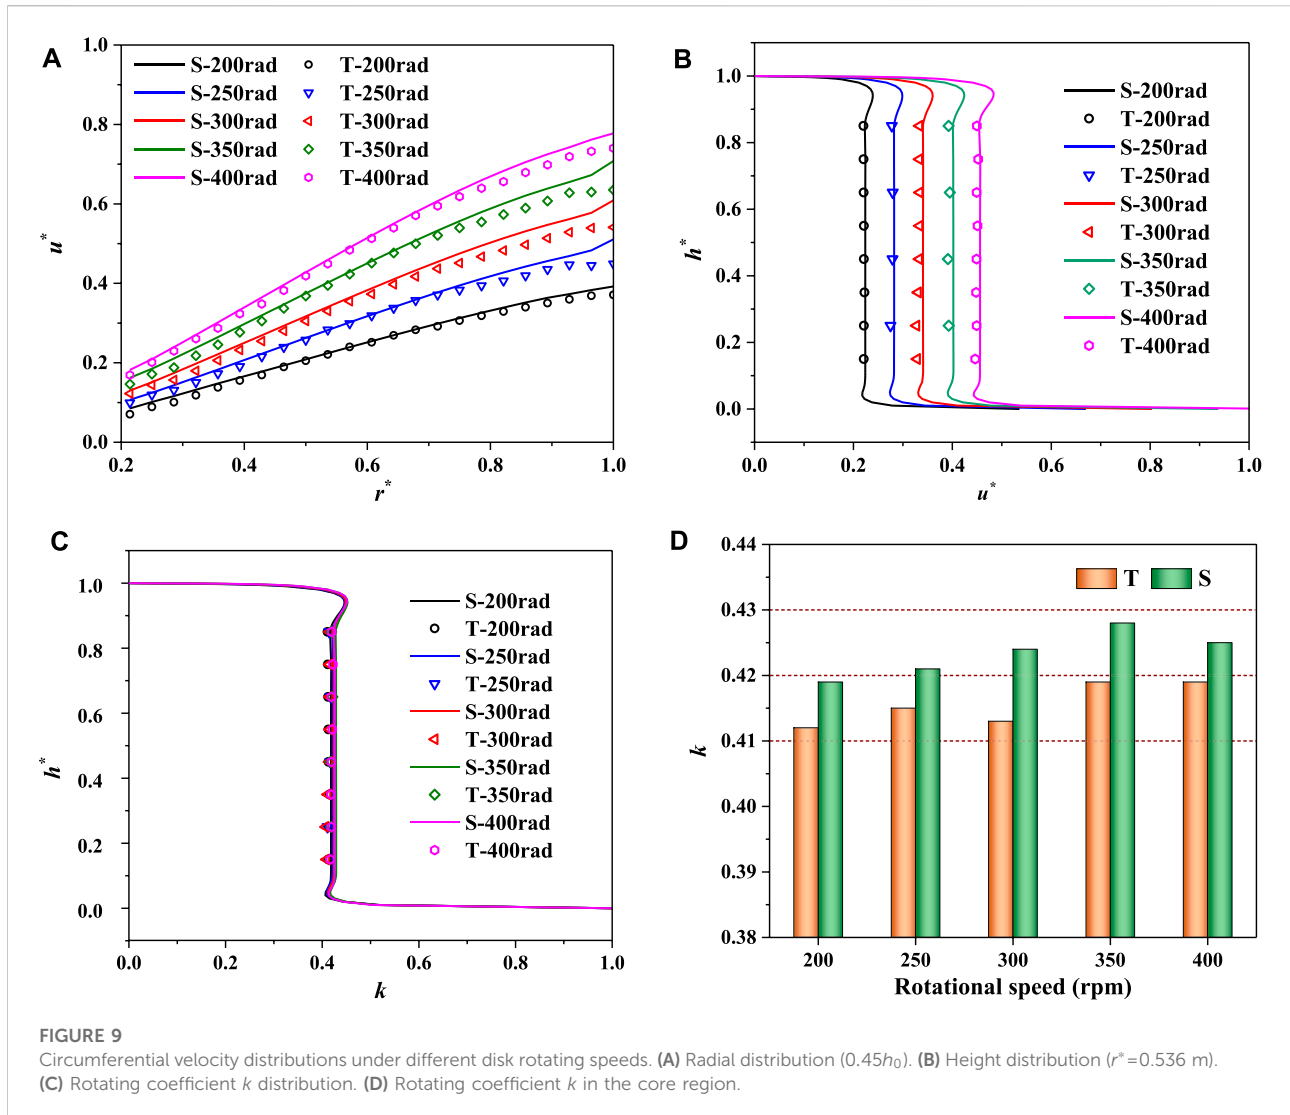 A
1.0
0.8
0.6
0.4
0.2
0.0
u*
S-200rad T-200rad
S-250rad T-250rad
S-300rad T-300rad
S-350rad T-350rad
S-400rad T-400rad
0.2 0.4 0.6 0.8 1.0
r*
B
1.0
0.8
0.6
0.4
0.2
0.0
h*
S-200rad
T-200rad
S-250rad
T-250rad
S-300rad
T-300rad
S-350rad
T-350rad
S-400rad
T-400rad
0.0 0.2 0.4 0.6 0.8 1.0
u*
C
1.0
0.8
0.6
0.4
0.2
0.0
h*
S-200rad
T-200rad
S-250rad
T-250rad
S-300rad
T-300rad
S-350rad
T-350rad
S-400rad
T-400rad
0.0 0.2 0.4 0.6 0.8 1.0
k
D
0.44
0.43
0.42
0.41
0.40
0.39
0.38
k
T S
200 250 300 350 400
Rotational speed (rpm)
FIGURE 9
Circumferential velocity distributions under different disk rotating speeds. (A) Radial distribution (0.45h0). (B) Height distribution (r*=0.536 m).
(C) Rotating coefficient k distribution. (D) Rotating coefficient k in the core region.